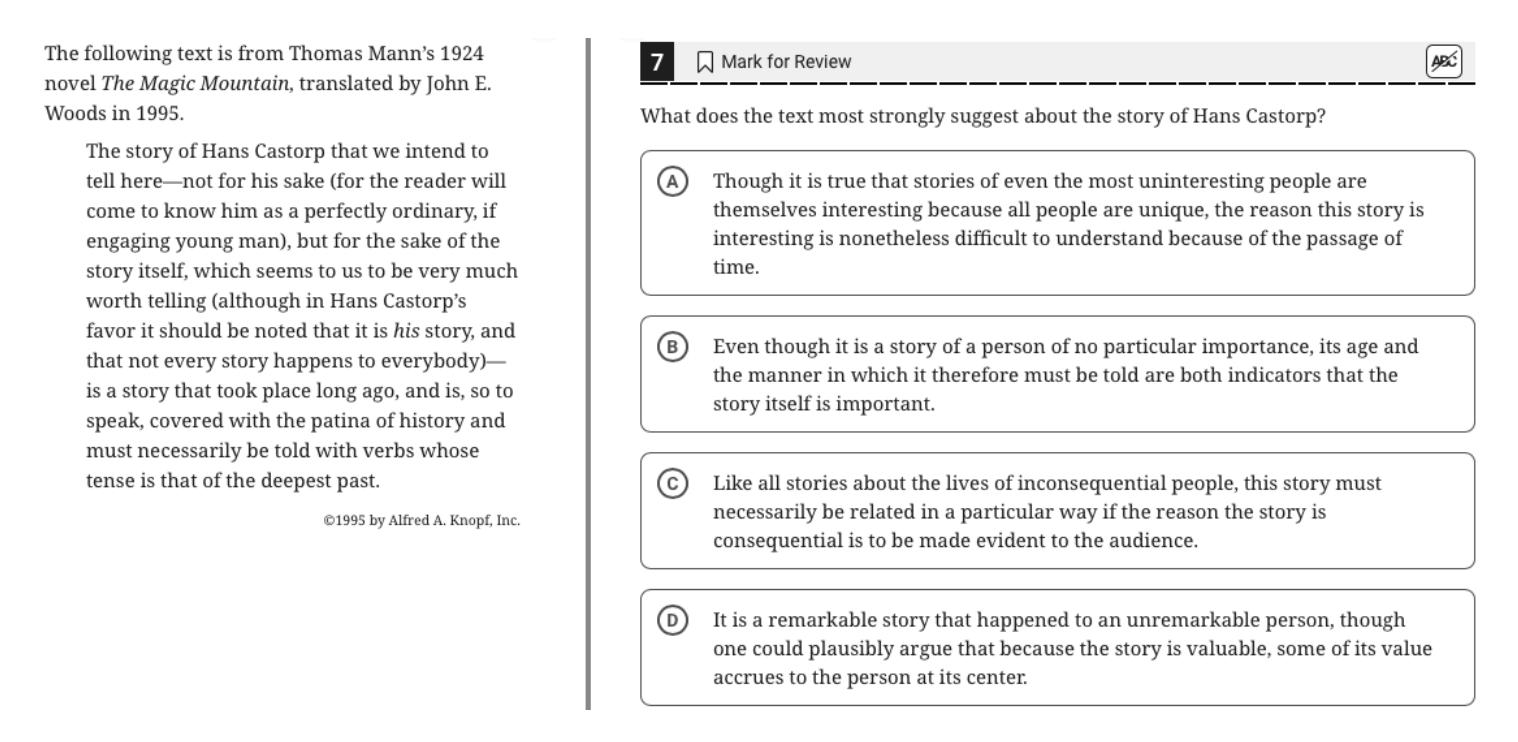 The following text is from Thomas Mann’s 1924
novel The Magic Mountain, translated by John E.
Woods in 1995.
The story of Hans Castorp that we intend to
tell here—not for his sake (for the reader will
come to know him as a perfectly ordinary, if
engaging young man), but for the sake of the
story itself, which seems to us to be very much
worth telling (although in Hans Castorp’s
favor it should be noted that it is his story, and
that not every story happens to everybody)—
is a story that took place long ago, and is, so to
speak, covered with the patina of history and
must necessarily be told with verbs whose
tense is that of the deepest past.
©1995 by Alfred A. Knopf, Inc.
7 Mark for Review ABC
What does the text most strongly suggest about the story of Hans Castorp?
A Though it is true that stories of even the most uninteresting people are
themselves interesting because all people are unique, the reason this story is
interesting is nonetheless difficult to understand because of the passage of
time.
B Even though it is a story of a person of no particular importance, its age and
the manner in which it therefore must be told are both indicators that the
story itself is important.
C Like all stories about the lives of inconsequential people, this story must
necessarily be related in a particular way if the reason the story is
consequential is to be made evident to the audience.
D It is a remarkable story that happened to an unremarkable person, though
one could plausibly argue that because the story is valuable, some of its value
accrues to the person at its center.